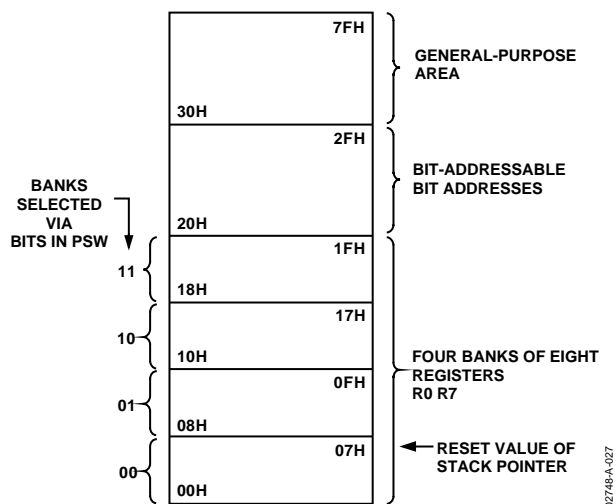 7FH
GENERAL-PURPOSE
AREA
30H
2FH
BIT-ADDRESSABLE
BIT ADDRESSES
20H
BANKS
SELECTED
VIA
BITS IN PSW
1FH
11
18H
17H
10
10H
FOUR BANKS OF EIGHT
REGISTERS
R0 R7
0FH
01
08H
07H
RESET VALUE OF
STACK POINTER
00
00H
02748-A-027